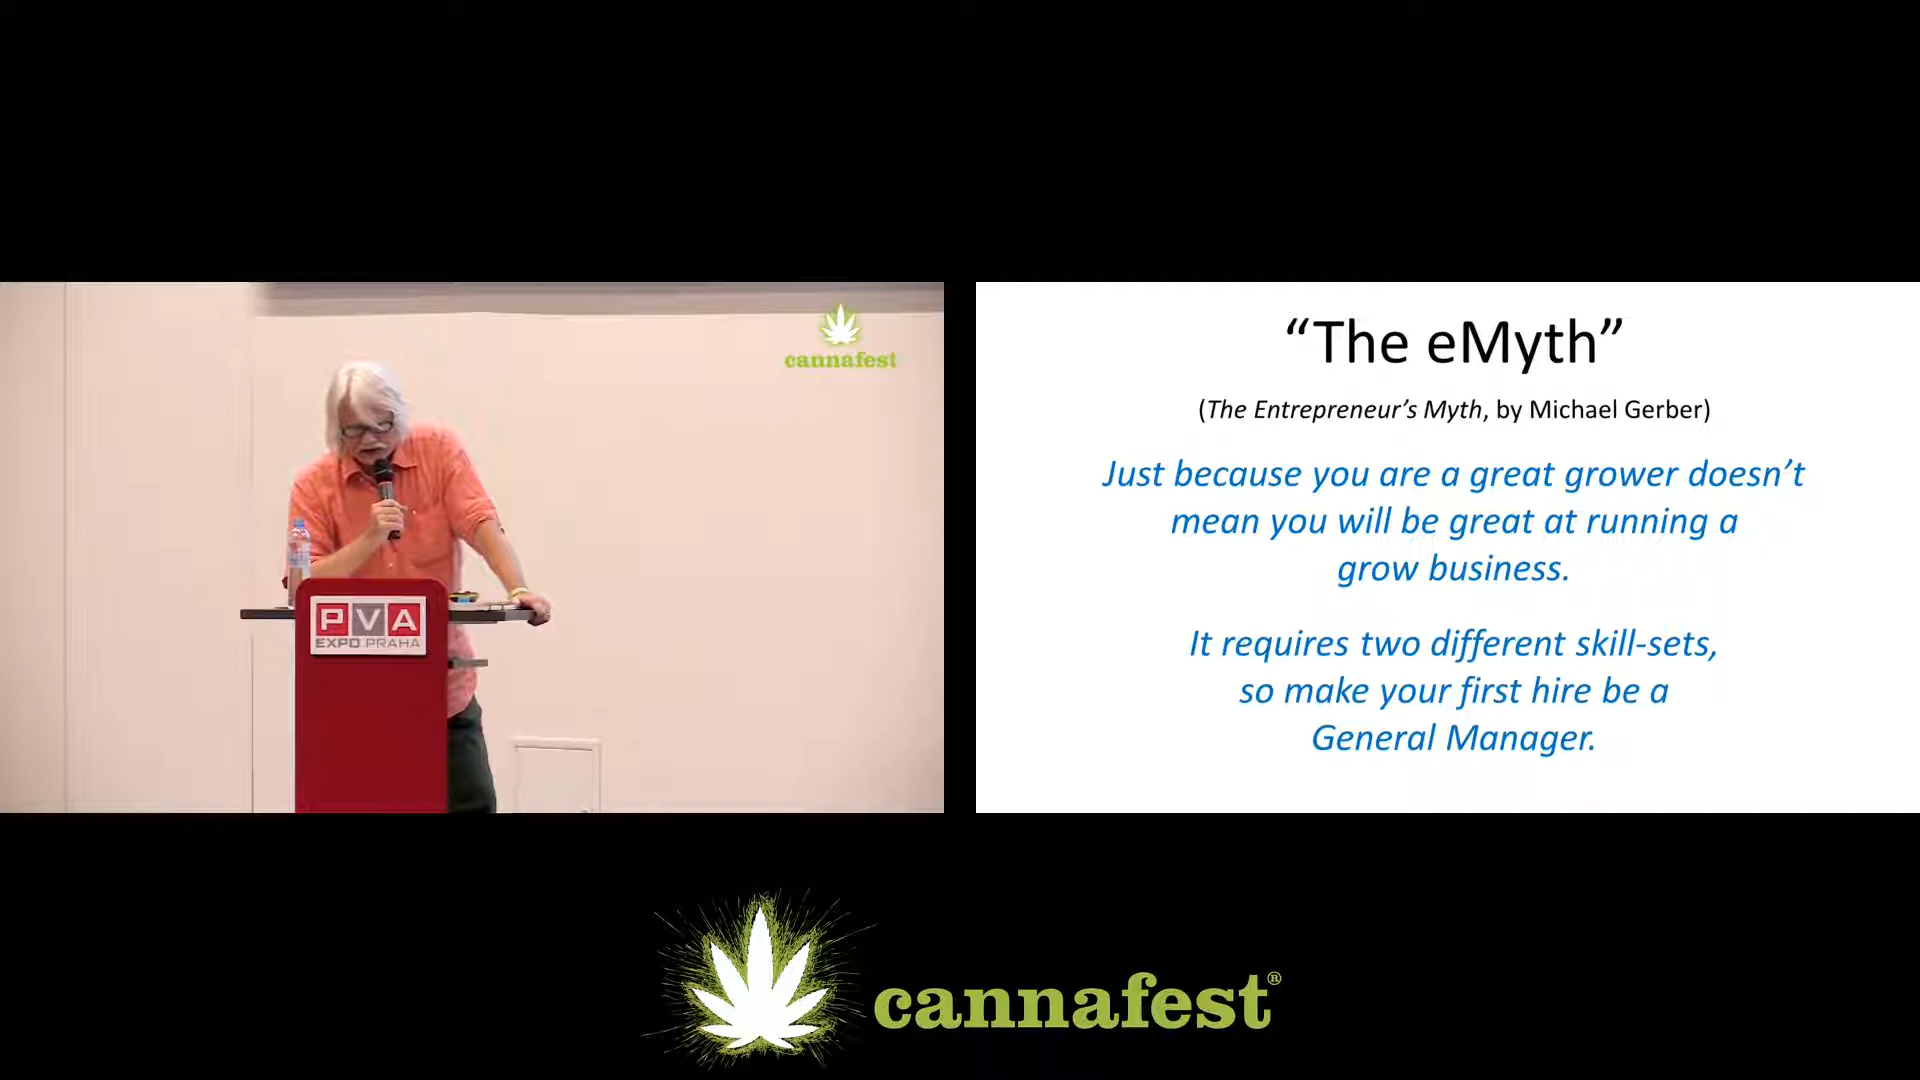 cannafest
PVA
EXPO PRAHA
“The eMyth”
(The Entrepreneur’s Myth, by Michael Gerber)
Just because you are a great grower doesn’t
mean you will be great at running a
grow business.
It requires two different skill-sets,
so make your first hire be a
General Manager.
cannafest®